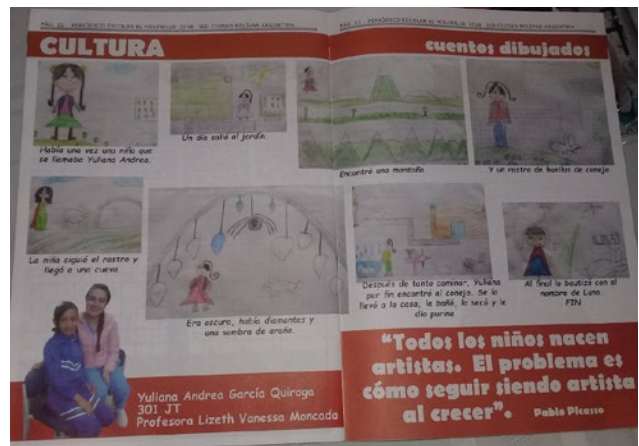 CULTURA
Había una vez una niña que
se llamaba Yuliana Andrea.
Un día salió al jardín.
La niña siguió el rastro y
llegó a una cueva
Era oscura, había diamantes y
una sombra de araña.
Yuliana Andrea García Quiroga
301 JT
Profesora Lizeth Vanessa Moncada
cuentos dibujados
Encontró una montaña
Y un rastro de huellas de conejo
Después de tanto caminar, Yuliana
por fin encontró el conejo. Se lo
llevó a la casa, lo bañó, lo secó y le
dio purina
Al final lo bautizó con el
nombre de Luna.
FIN
“Todos los niños nacen
artistas. El problema es
cómo seguir siendo artista
al crecer”. Pablo Picasso